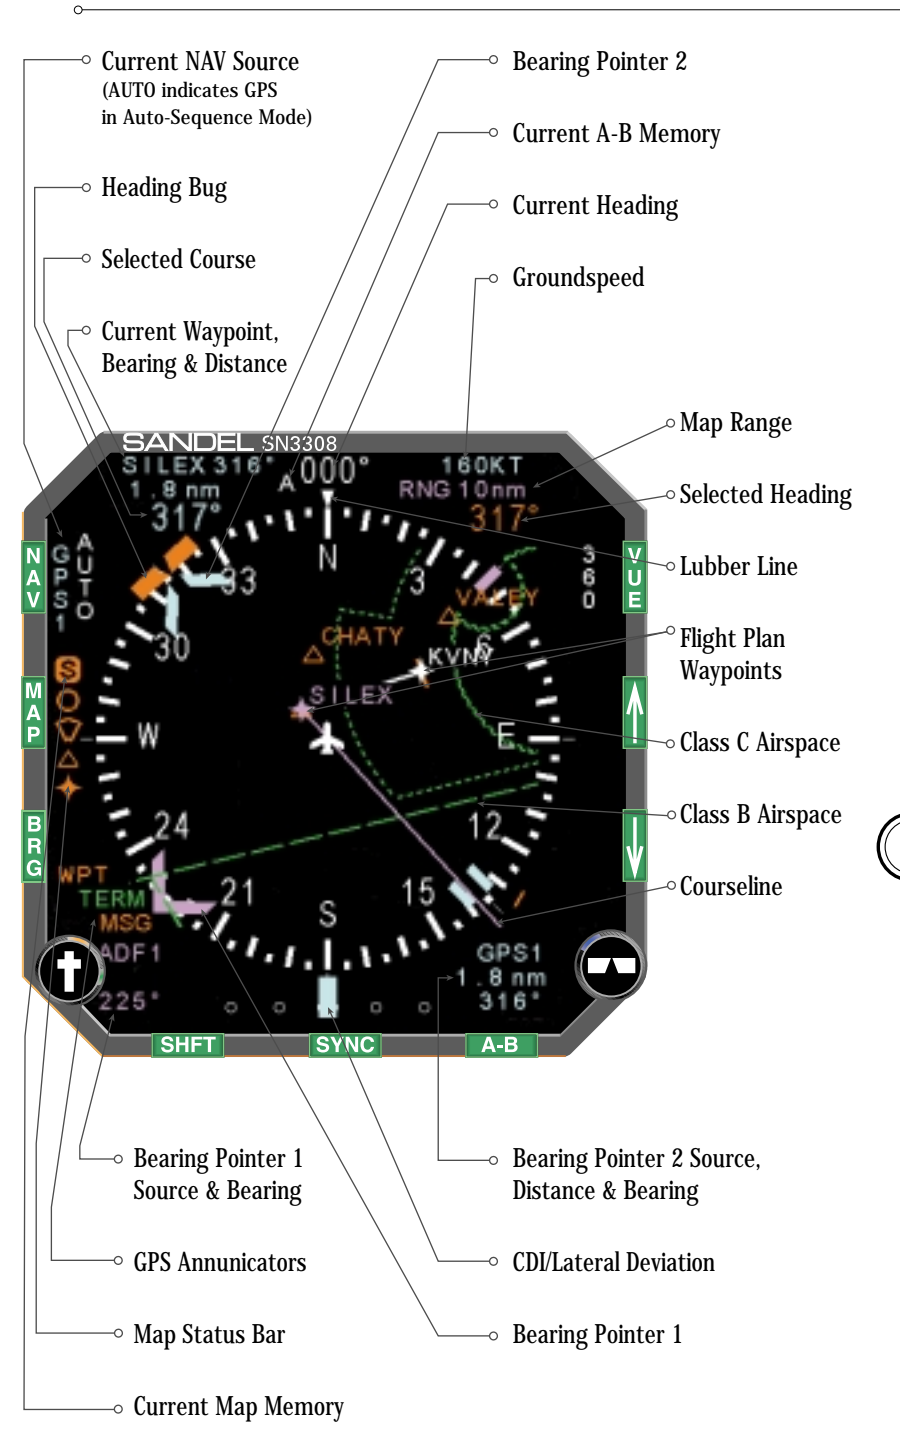 Current NAV Source
(AUTO indicates GPS
in Auto-Sequence Mode)
Heading Bug
Selected Course
Current Waypoint,
Bearing & Distance
Bearing Pointer 2
Current A-B Memory
Current Heading
Groundspeed
Map Range
Selected Heading
Lubber Line
Flight Plan
Waypoints
Class C Airspace
Class B Airspace
Courseline
SANDEL SN3308
SILEX 316°
1.8 nm
317°
A 000°
160KT
RNG 10nm
317°
NAV
GPS1
AUTO
360
VUE
N
33
3
30
6
VALEY
CHATY
KVNY
SILEX
S
MAP
W
E
BRG
24
12
21
15
S
WPT
TERM
MSG
ADF1
225°
GPS1
1.8 nm
316°
SHFT
SYNC
A-B
Bearing Pointer 1
Source & Bearing
GPS Annunicators
Map Status Bar
Current Map Memory
Bearing Pointer 2 Source,
Distance & Bearing
CDI/Lateral Deviation
Bearing Pointer 1